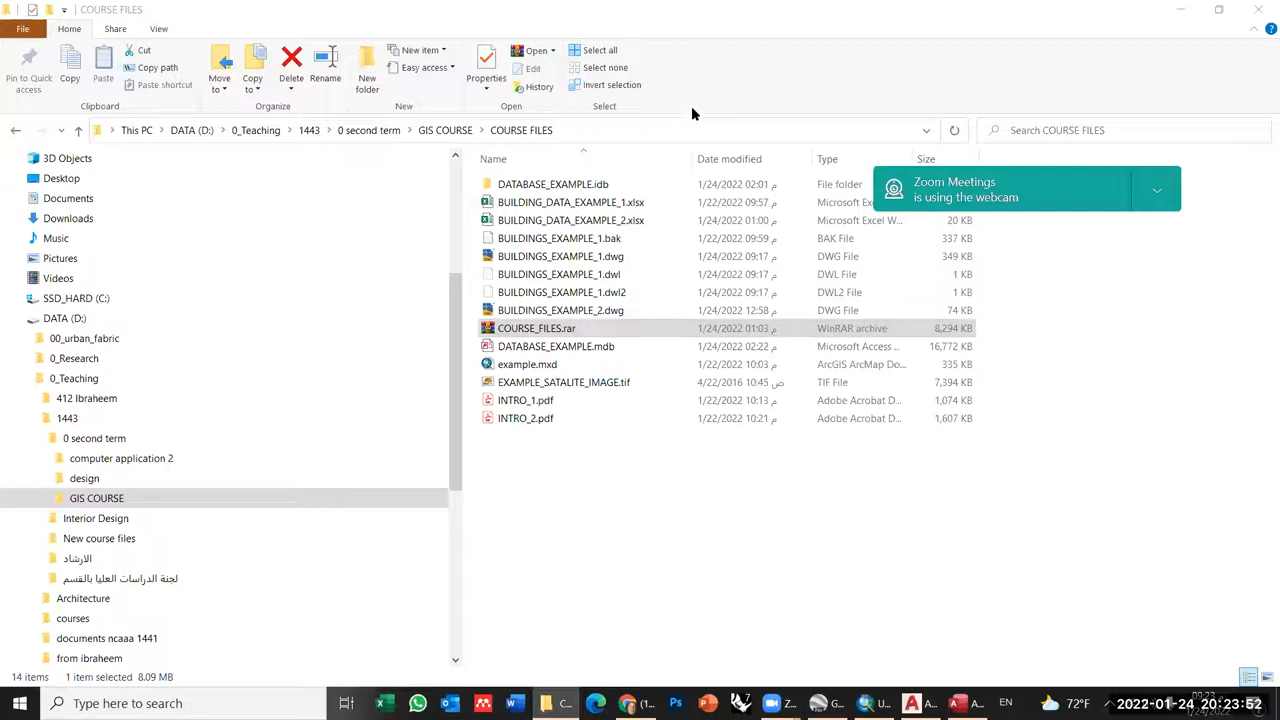 COURSE FILES
File Home Share View
Pin to Quick access
Copy
Paste
Cut
Copy path
Paste shortcut
Clipboard
Move to
Copy to
Delete
Rename
Organize
New folder
New item
Easy access
New
Properties
Open
Edit
History
Open
Select all
Select none
Invert selection
Select
This PC DATA (D:) 0_Teaching 1443 0 second term GIS COURSE COURSE FILES
Search COURSE FILES
3D Objects
Desktop
Documents
Downloads
Music
Pictures
Videos
SSD_HARD (C:)
DATA (D:)
00_urban_fabric
0_Research
0_Teaching
412 Ibraheem
1443
0 second term
computer application 2
design
GIS COURSE
Interior Design
New course files
الارشاد
لجنة الدراسات العليا بالقسم
Architecture
courses
documents ncaaa 1441
from ibraheem
Name Date modified Type Size
DATABASE_EXAMPLE.idb 1/24/2022 02:01 م File folder
BUILDING_DATA_EXAMPLE_1.xlsx 1/22/2022 09:57 م Microsoft Ex
BUILDING_DATA_EXAMPLE_2.xlsx 1/24/2022 01:00 م Microsoft Excel W... 20 KB
BUILDINGS_EXAMPLE_1.bak 1/22/2022 09:59 م BAK File 337 KB
BUILDINGS_EXAMPLE_1.dwg 1/24/2022 09:17 م DWG File 349 KB
BUILDINGS_EXAMPLE_1.dwl 1/24/2022 09:17 م DWL File 1 KB
BUILDINGS_EXAMPLE_1.dwl2 1/24/2022 09:17 م DWL2 File 1 KB
BUILDINGS_EXAMPLE_2.dwg 1/24/2022 12:58 م DWG File 74 KB
COURSE_FILES.rar 1/24/2022 01:03 م WinRAR archive 8,294 KB
DATABASE_EXAMPLE.mdb 1/24/2022 02:22 م Microsoft Access ... 16,772 KB
example.mxd 1/22/2022 10:03 م ArcGIS ArcMap Do... 335 KB
EXAMPLE_SATALITE_IMAGE.tif 4/22/2016 10:45 ص TIF File 7,394 KB
INTRO_1.pdf 1/22/2022 10:13 م Adobe Acrobat D... 1,074 KB
INTRO_2.pdf 1/22/2022 10:21 م Adobe Acrobat D... 1,607 KB
Zoom Meetings
is using the webcam
14 items 1 item selected 8.09 MB
Type here to search
C... (1... Z... G... U... A... A... EN 72°F
2022-01-24 20:23:52